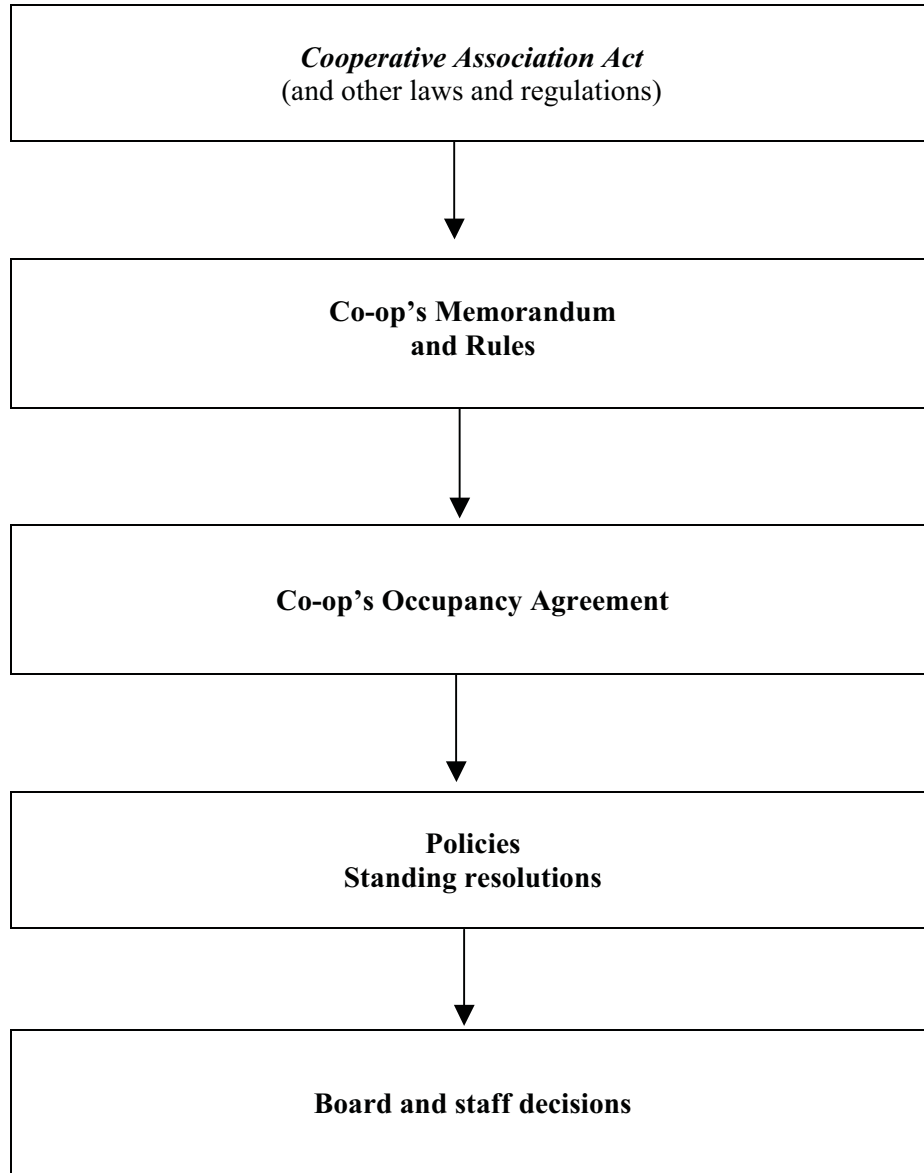 Cooperative Association Act
(and other laws and regulations)
Co-op’s Memorandum
and Rules
Co-op’s Occupancy Agreement
Policies
Standing resolutions
Board and staff decisions